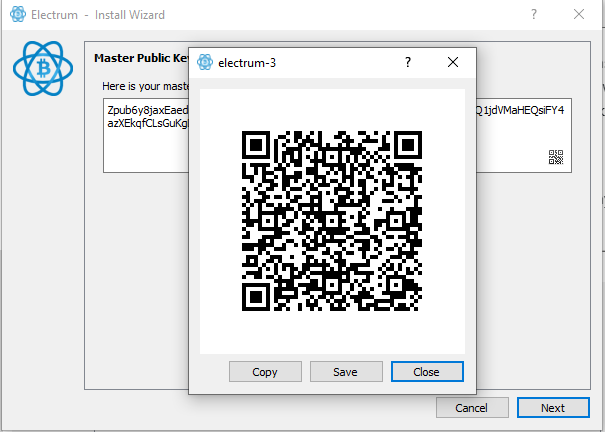 Electrum - Install Wizard
Master Public Ke
Here is your maste
Zpub6y8jaxEaed
Q1jdVMaHEQsiFY4
azXEkqfCLsGuKg
electrum-3
Copy Save Close
Cancel Next